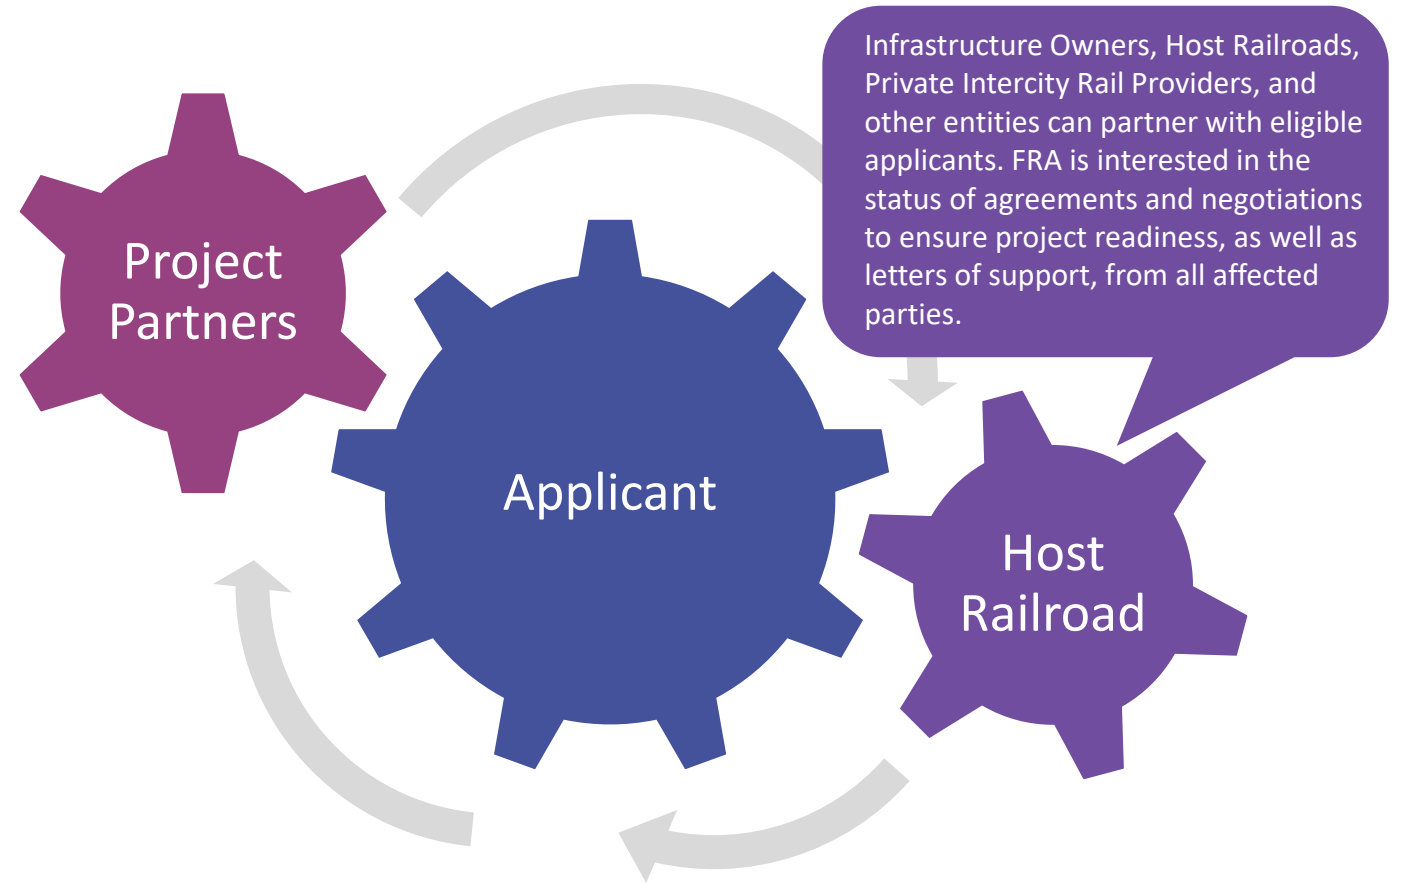 Infrastructure Owners, Host Railroads,
Private Intercity Rail Providers, and
other entities can partner with eligible
applicants. FRA is interested in the
status of agreements and negotiations
to ensure project readiness, as well as
letters of support, from all affected
parties.
Project
Partners
Applicant
Host
Railroad